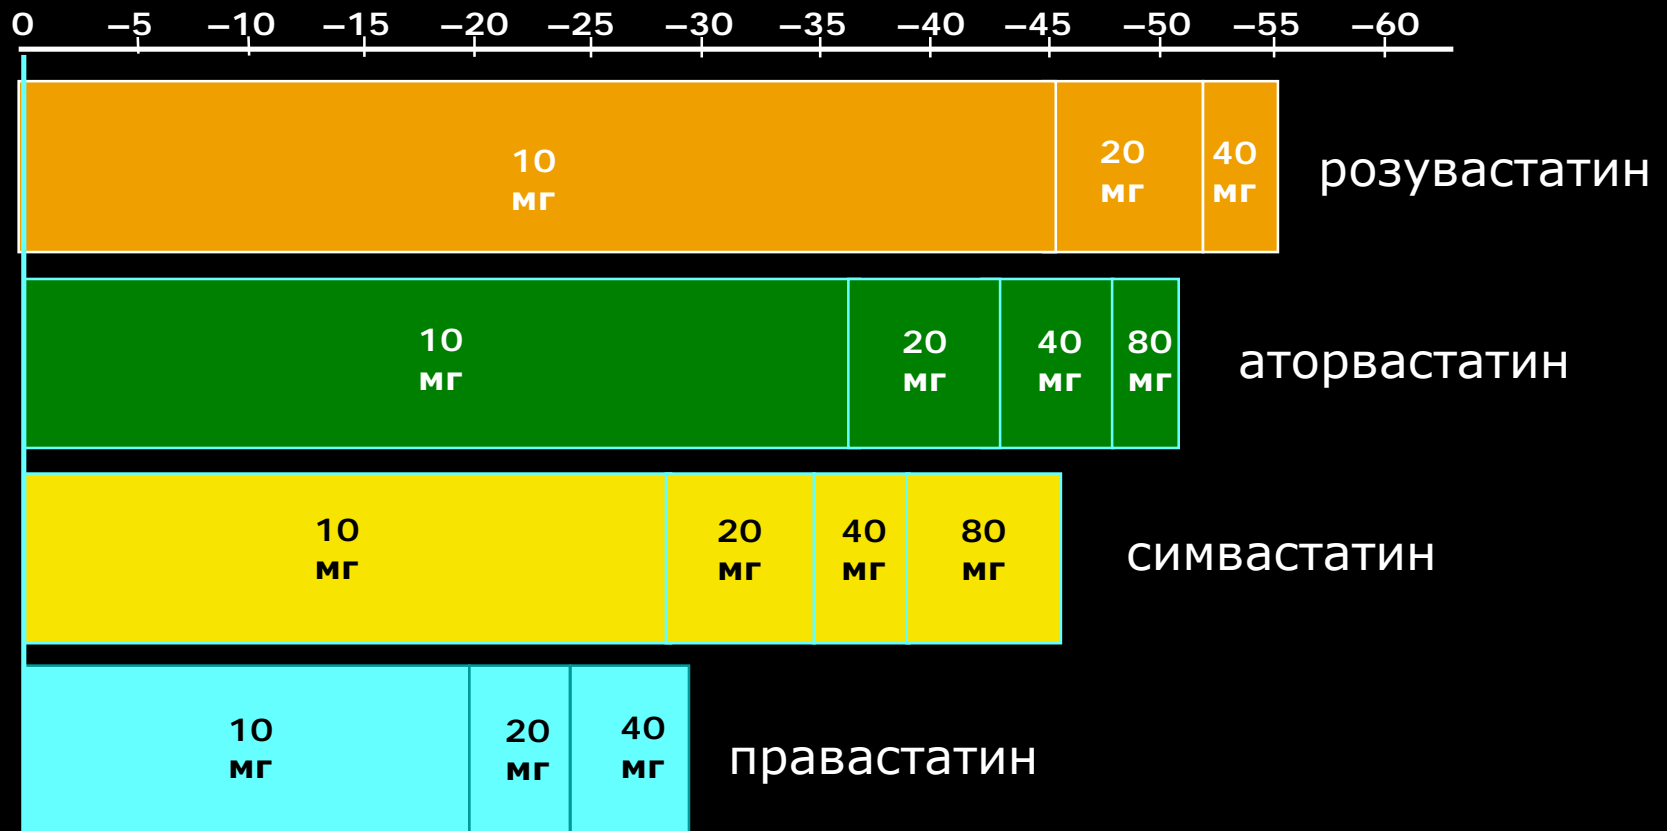 0 –5 –10 –15 –20 –25 –30 –35 –40 –45 –50 –55 –60
10 мг
20 мг
40 мг
розувастатин
10 мг
20 мг
40 мг
80 мг
аторвастатин
10 мг
20 мг
40 мг
80 мг
симвастатин
10 мг
20 мг
40 мг
правастатин